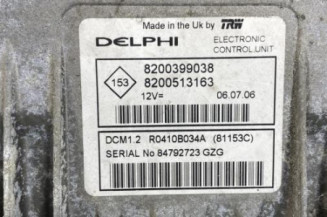 Made in the Uk by TRW
DELPHI ELECTRONIC
CONTROL UNIT
8200399038
153 8200513163
12V= 06.07.06
DCM1.2 R0410B034A (81153C)
SERIAL No 84792723 GZG